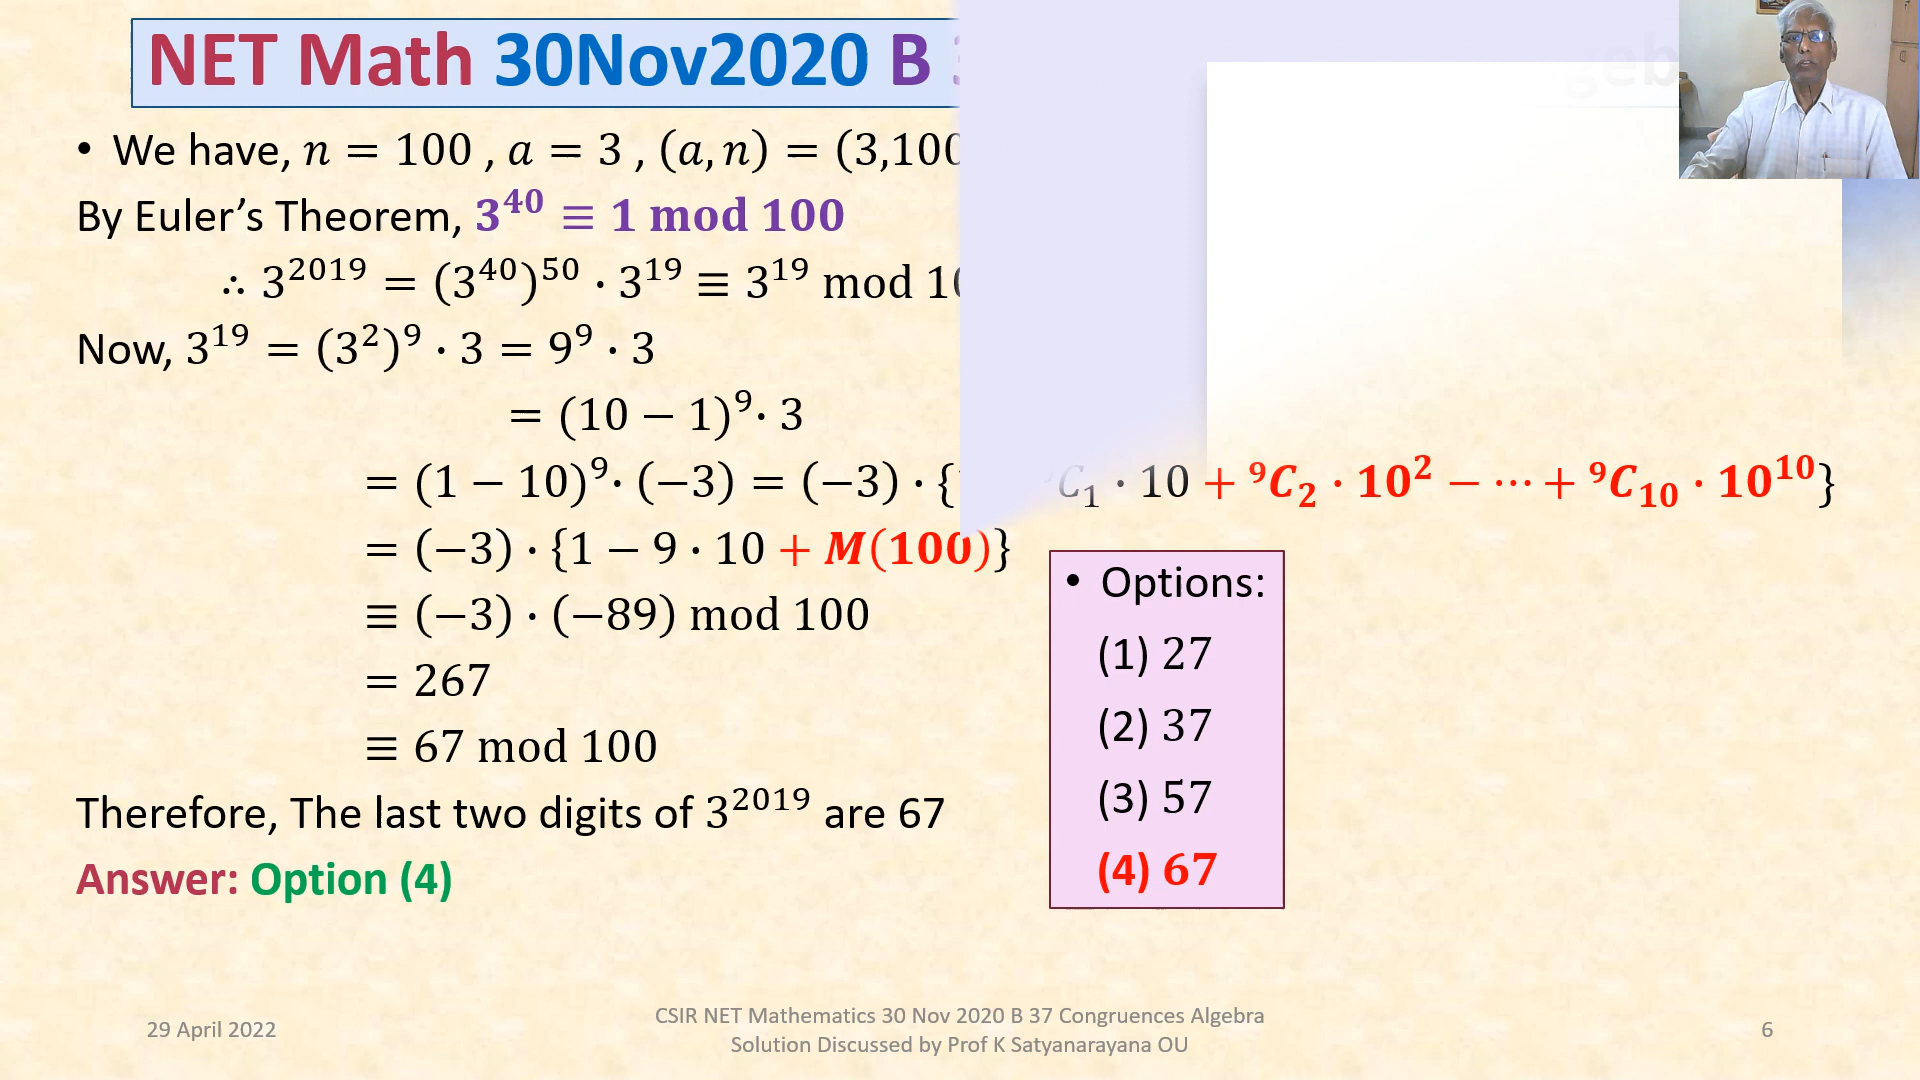 NET Math 30Nov2020 B
• We have, n = 100 , a = 3 , (a, n) = (3,100
By Euler’s Theorem, 3^40 ≡ 1 mod 100
∴ 3^2019 = (3^40)^50 · 3^19 ≡ 3^19 mod 10
Now, 3^19 = (3^2)^9 · 3 = 9^9 · 3
= (10 − 1)^9 · 3
= (1 − 10)^9 · (−3) = (−3) · { C_1 · 10 + ^9C_2 · 10^2 − ⋯ + ^9C_10 · 10^10}
= (−3) · {1 − 9 · 10 + M(100)}
≡ (−3) · (−89) mod 100
= 267
≡ 67 mod 100
Therefore, The last two digits of 3^2019 are 67
Answer: Option (4)
• Options:
(1) 27
(2) 37
(3) 57
(4) 67
29 April 2022
CSIR NET Mathematics 30 Nov 2020 B 37 Congruences Algebra
Solution Discussed by Prof K Satyanarayana OU
6